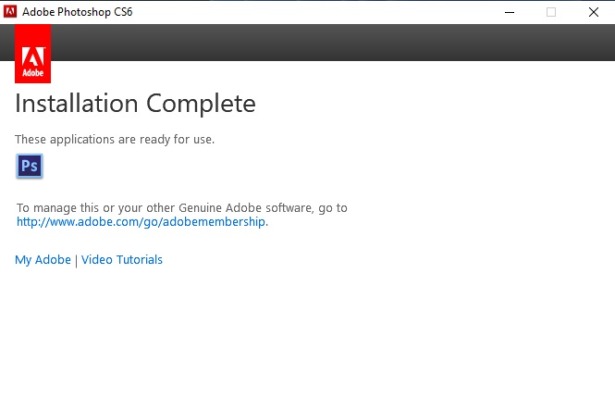 Adobe Photoshop CS6
Adobe
Installation Complete
These applications are ready for use.
Ps
To manage this or your other Genuine Adobe software, go to
http://www.adobe.com/go/adobemembership.
My Adobe | Video Tutorials